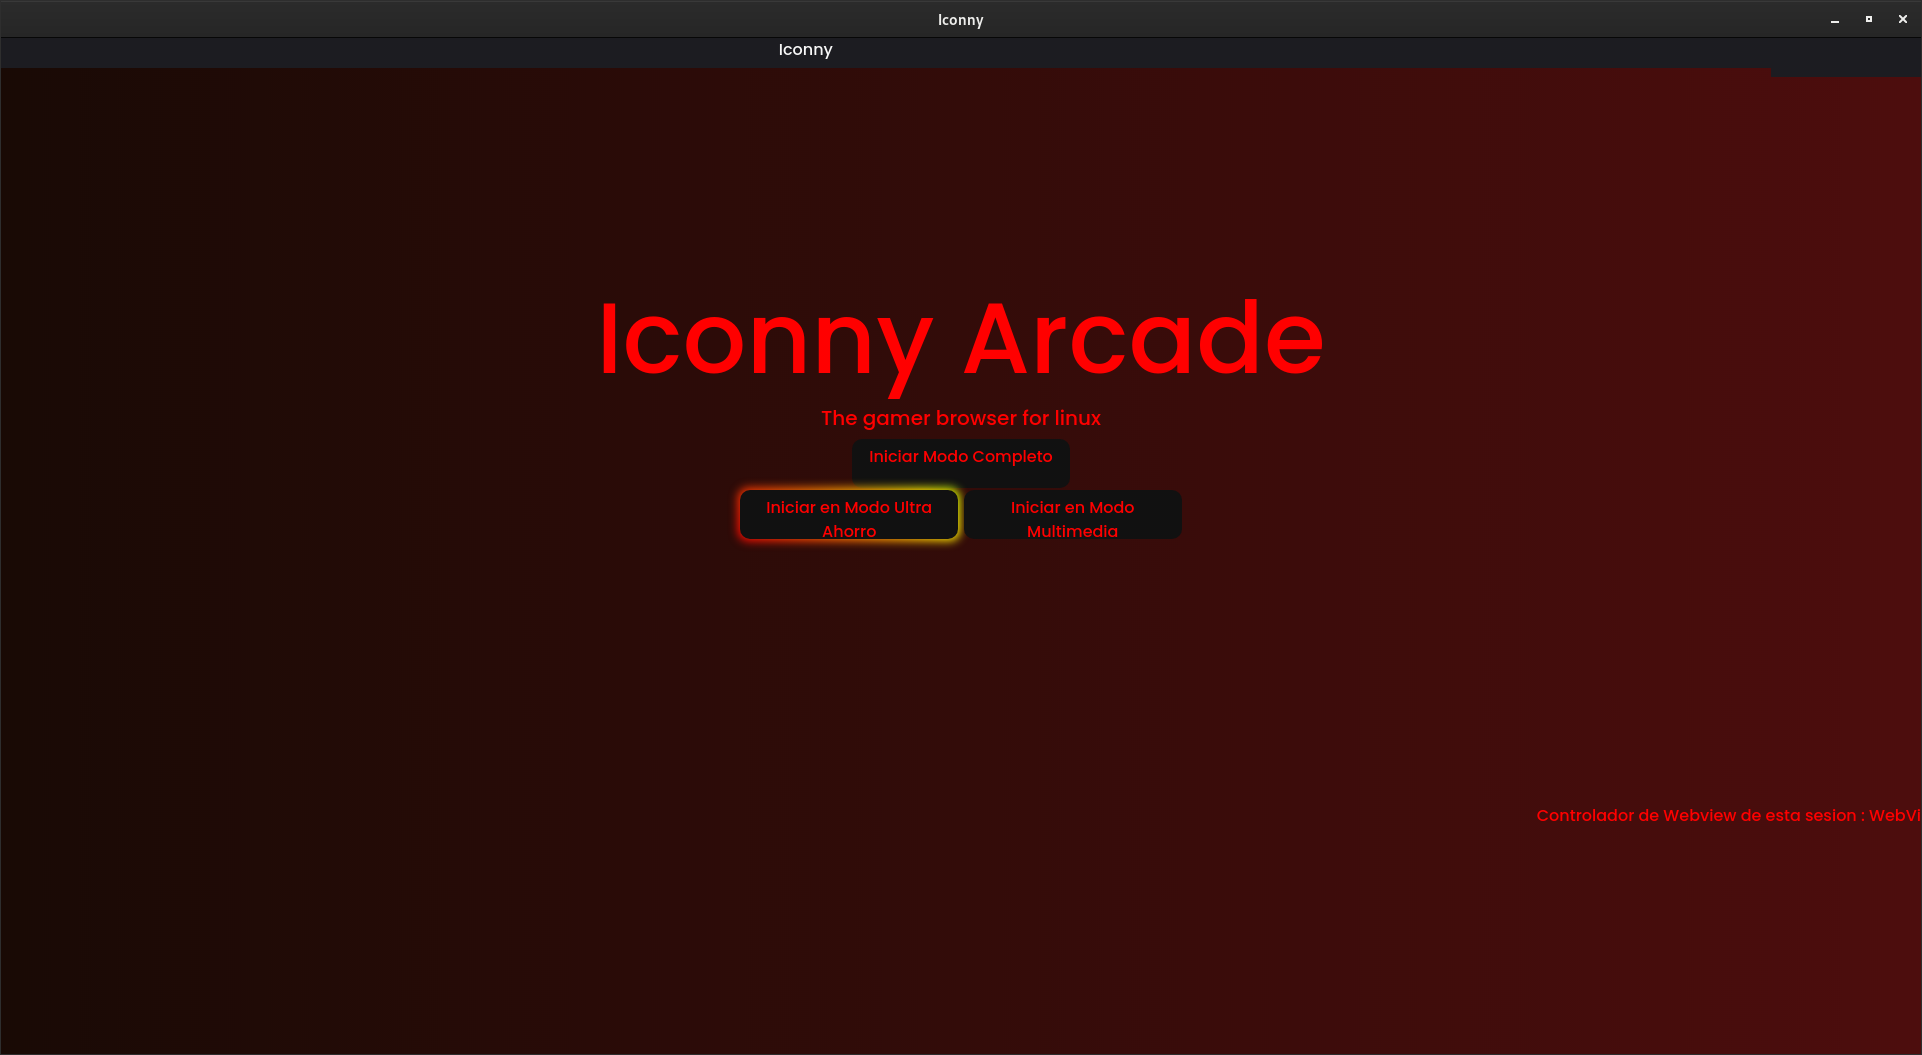 Iconny
Iconny
Iconny Arcade
The gamer browser for linux
Iniciar Modo Completo
Iniciar en Modo Ultra
Ahorro
Iniciar en Modo
Multimedia
Controlador de Webview de esta sesion : WebVi